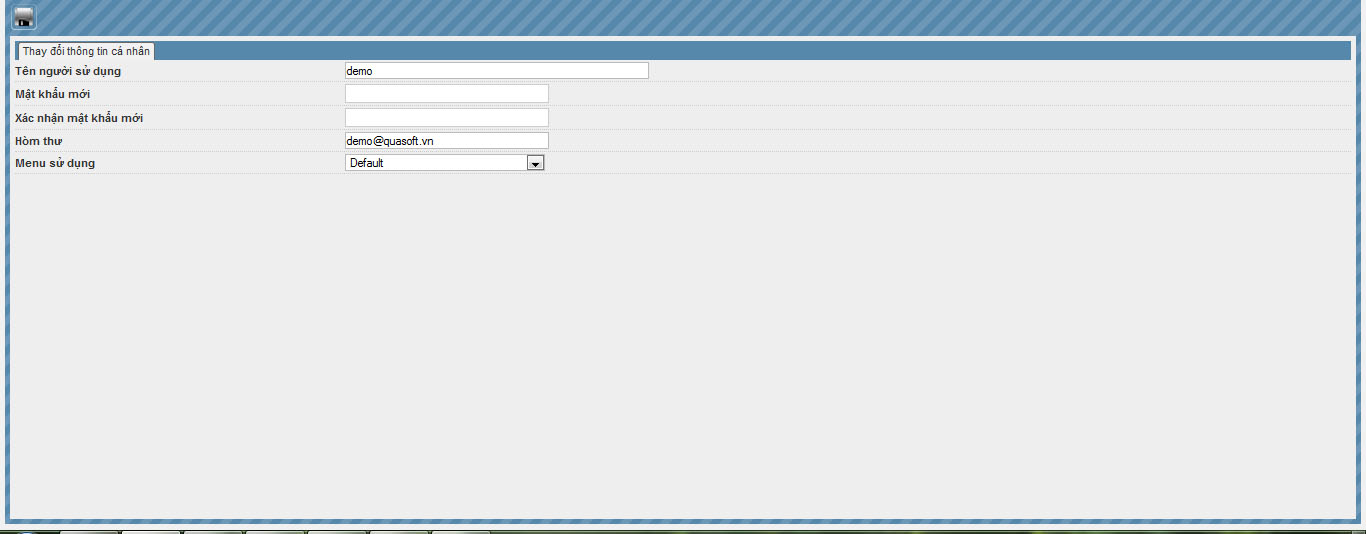 Thay đổi thông tin cá nhân
Tên người sử dụng demo
Mật khẩu mới
Xác nhận mật khẩu mới
Hòm thư demo@quasoft.vn
Menu sử dụng Default